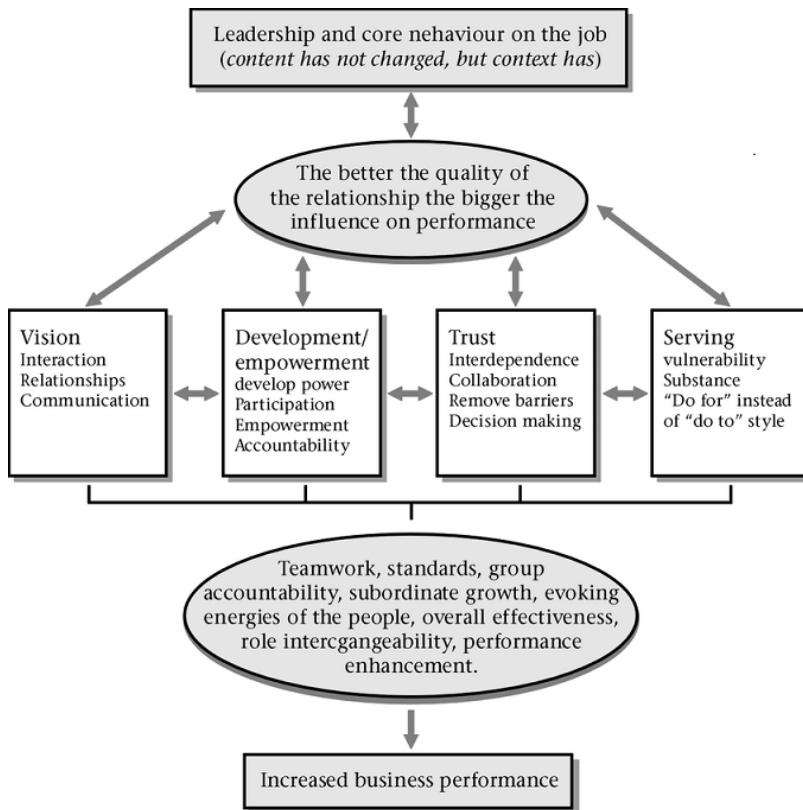 Leadership and core nehaviour on the job
(content has not changed, but context has)
The better the quality of
the relationship the bigger the
influence on performance
Vision
Interaction
Relationships
Communication
Development/
empowerment
develop power
Participation
Empowerment
Accountability
Trust
Interdependence
Collaboration
Remove barriers
Decision making
Serving
vulnerability
Substance
“Do for” instead
of “do to” style
Teamwork, standards, group
accountability, subordinate growth, evoking
energies of the people, overall effectiveness,
role intercgangeability, performance
enhancement.
Increased business performance